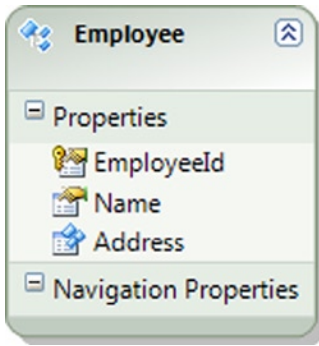 Employee
Properties
EmployeeId
Name
Address
Navigation Properties